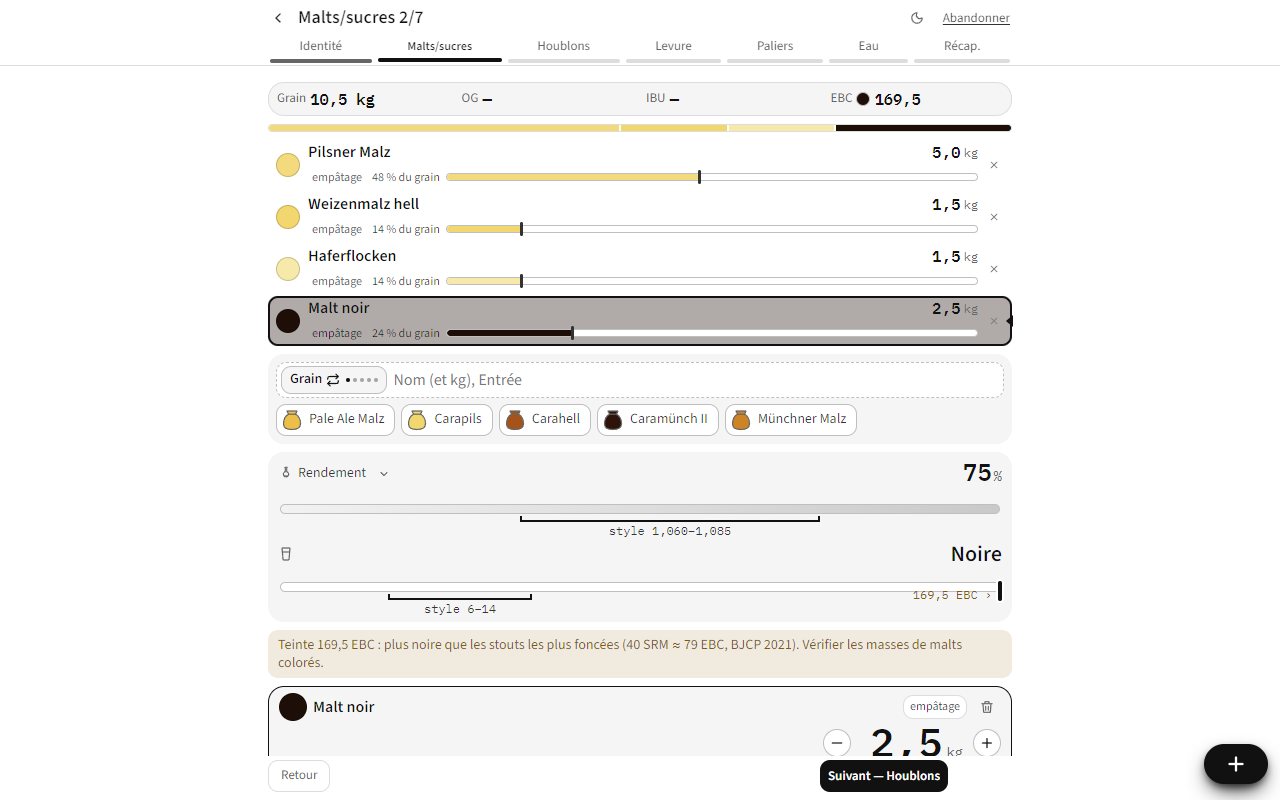 Malts/sucres 2/7
Abandonner
Identité Malts/sucres Houblons Levure Paliers Eau Récap.
Grain 10,5 kg OG — IBU — EBC 169,5
Pilsner Malz 5,0 kg ×
empâtage 48 % du grain
Weizenmalz hell 1,5 kg ×
empâtage 14 % du grain
Haferflocken 1,5 kg ×
empâtage 14 % du grain
Malt noir 2,5 kg ×
empâtage 24 % du grain
Grain Nom (et kg), Entrée
Pale Ale Malz Carapils Carahell Caramünch II Münchner Malz
Rendement 75 %
style 1,060–1,085
Noire
169,5 EBC ›
style 6–14
Teinte 169,5 EBC : plus noire que les stouts les plus foncées (40 SRM ≈ 79 EBC, BJCP 2021). Vérifier les masses de malts
colorés.
Malt noir empâtage
− 2,5 kg +
Retour Suivant — Houblons +